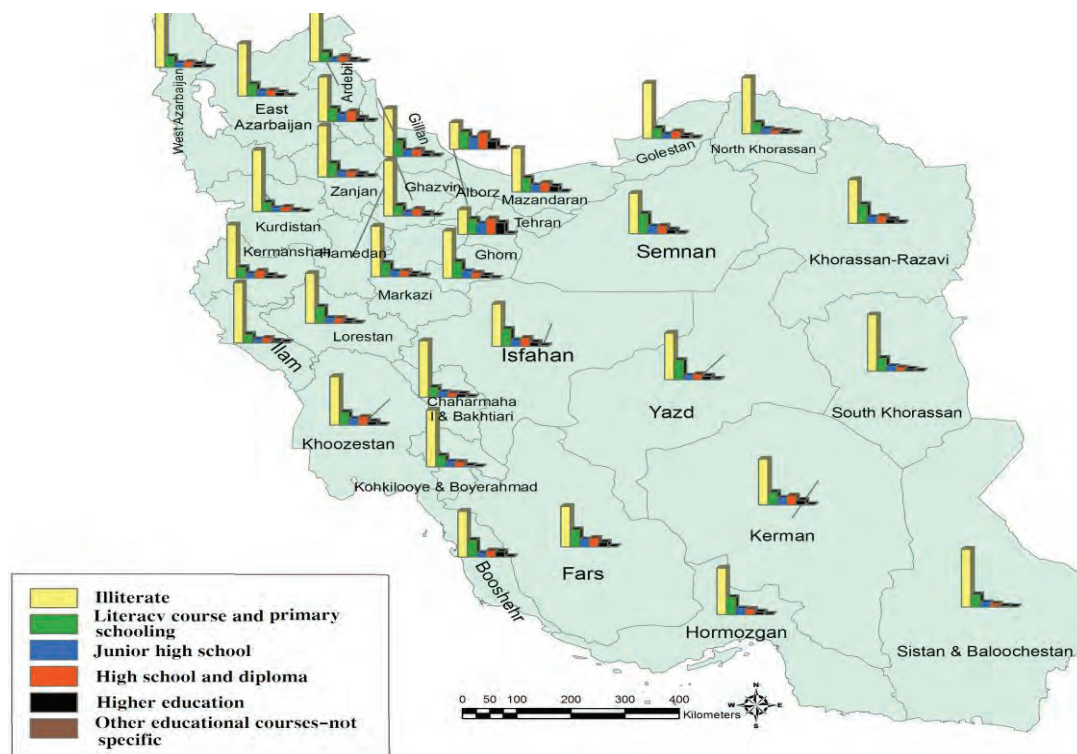 West Azarbaijan
East
Azarbaijan
Ardebil
Gillan
Zanjan
Ghazvin
Alborz
Mazandaran
Tehran
Golestan
North Khorassan
Kurdistan
Kermanshah
Hamedan
Ghom
Semnan
Khorassan-Razavi
Markazi
Lorestan
Ilam
Isfahan
Yazd
South Khorassan
Khoozestan
Chaharmaha
l & Bakhtiari
Kohkilooye & Boyerahmad
Booshehr
Fars
Kerman
Hormozgan
Sistan & Baloochestan
Illiterate
Literacy course and primary
schooling
Junior high school
High school and diploma
Higher education
Other educational courses-not
specific
0 50 100 200 300 400
Kilometers
N
W E
S